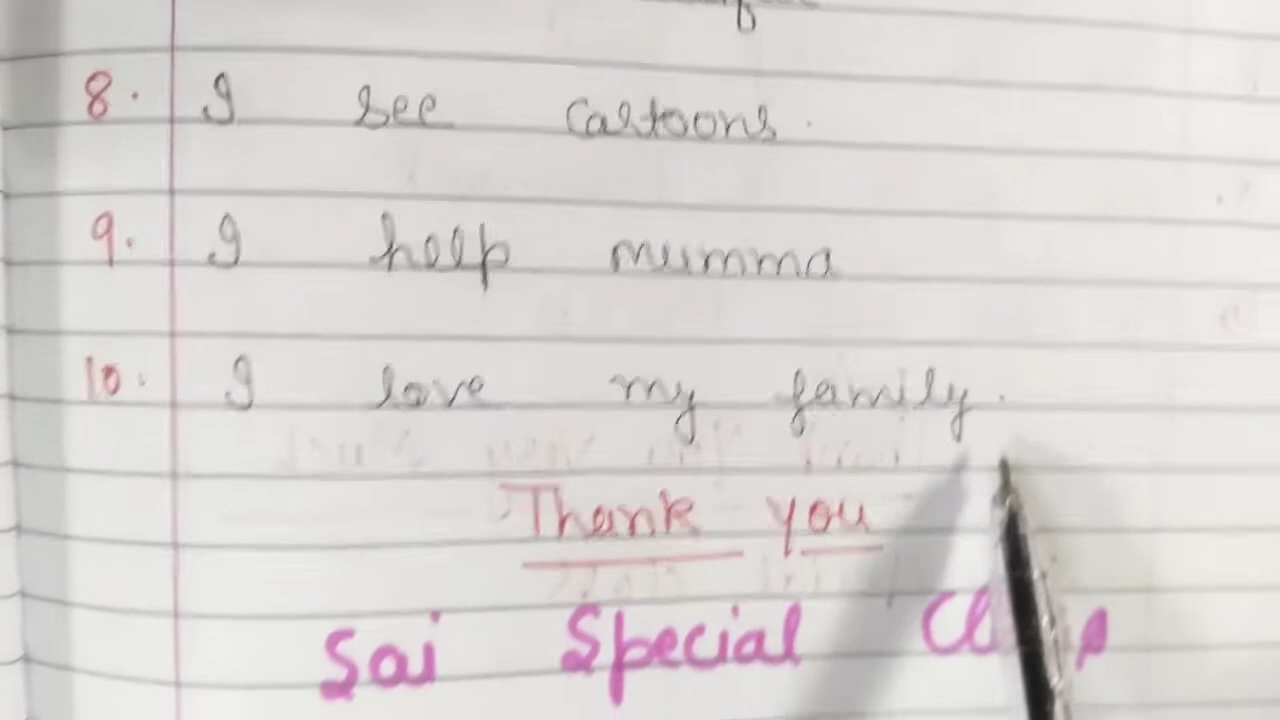 8. I see cartoons.
9. I help mumma
10. I love my family.
Thank you
Sai Special